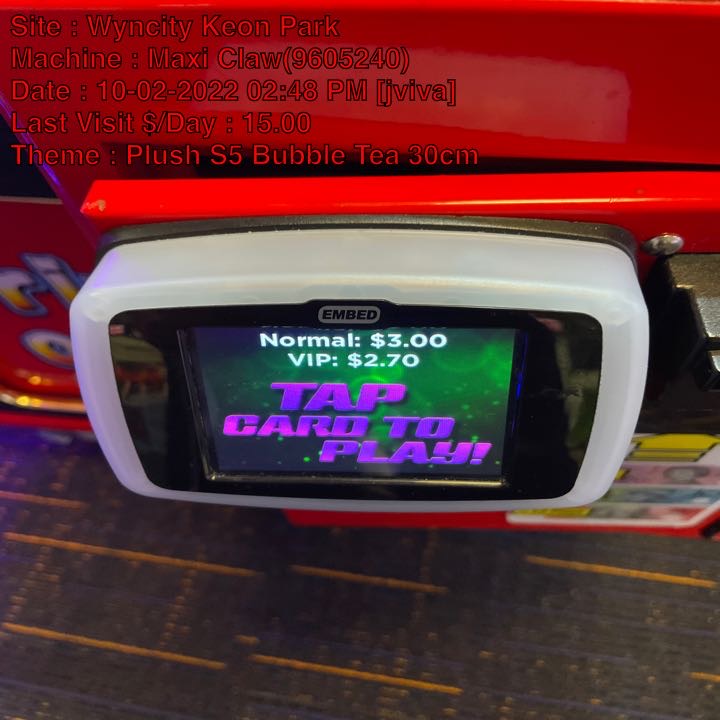 Site : Wyncity Keon Park
Machine : Maxi Claw(9605240)
Date : 10-02-2022 02:48 PM [jviva]
Last Visit $/Day : 15.00
Theme : Plush S5 Bubble Tea 30cm
EMBED
Normal: $3.00
VIP: $2.70
TAP
CARD TO
PLAY!